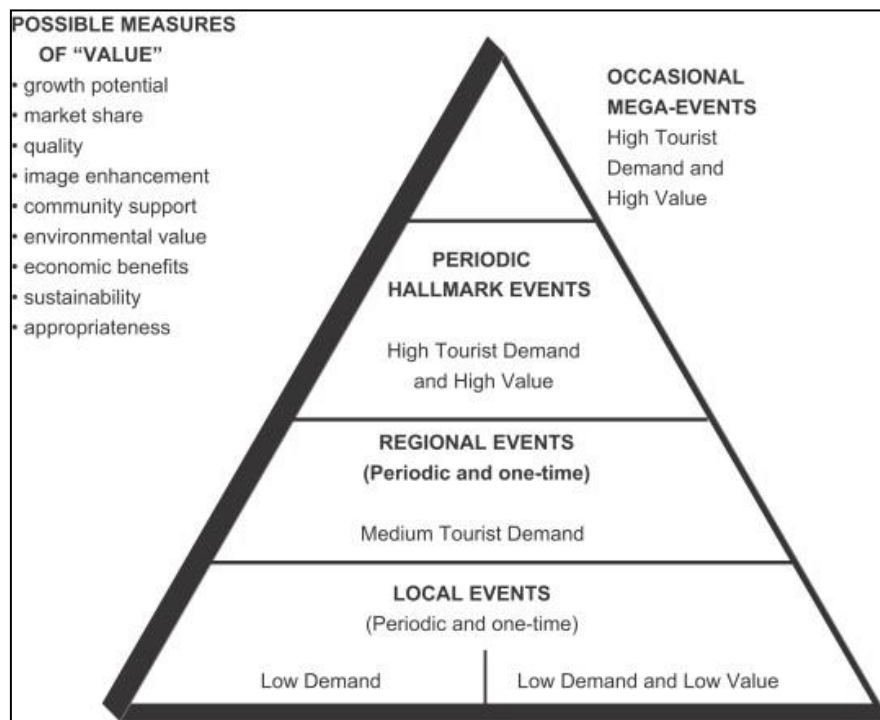 POSSIBLE MEASURES
OF “VALUE”
• growth potential
• market share
• quality
• image enhancement
• community support
• environmental value
• economic benefits
• sustainability
• appropriateness
OCCASIONAL
MEGA-EVENTS
High Tourist
Demand and
High Value
PERIODIC
HALLMARK EVENTS
High Tourist Demand
and High Value
REGIONAL EVENTS
(Periodic and one-time)
Medium Tourist Demand
LOCAL EVENTS
(Periodic and one-time)
Low Demand
Low Demand and Low Value